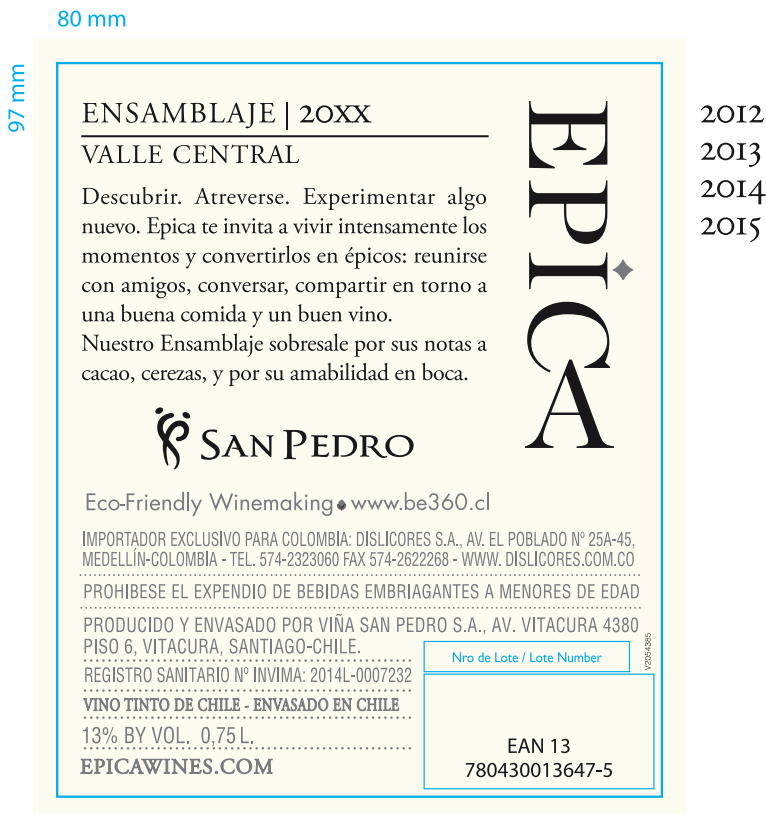 80 mm
97 mm
ENSAMBLAJE | 20XX
VALLE CENTRAL
Descubrir. Atreverse. Experimentar algo
nuevo. Epica te invita a vivir intensamente los
momentos y convertirlos en épicos: reunirse
con amigos, conversar, compartir en torno a
una buena comida y un buen vino.
Nuestro Ensamblaje sobresale por sus notas a
cacao, cerezas, y por su amabilidad en boca.
EPICA
2012
2013
2014
2015
SAN PEDRO
Eco-Friendly Winemaking www.be360.cl
IMPORTADOR EXCLUSIVO PARA COLOMBIA: DISLICORES S.A., AV. EL POBLADO Nº 25A-45,
MEDELLÍN-COLOMBIA - TEL. 574-2323060 FAX 574-2622268 - WWW. DISLICORES.COM.CO
PROHIBESE EL EXPENDIO DE BEBIDAS EMBRIAGANTES A MENORES DE EDAD
PRODUCIDO Y ENVASADO POR VIÑA SAN PEDRO S.A., AV. VITACURA 4380
PISO 6, VITACURA, SANTIAGO-CHILE.
REGISTRO SANITARIO Nº INVIMA: 2014L-0007232
VINO TINTO DE CHILE - ENVASADO EN CHILE
13% BY VOL. 0,75 L.
EPICAWINES.COM
Nro de Lote / Lote Number
V2054385
EAN 13
780430013647-5